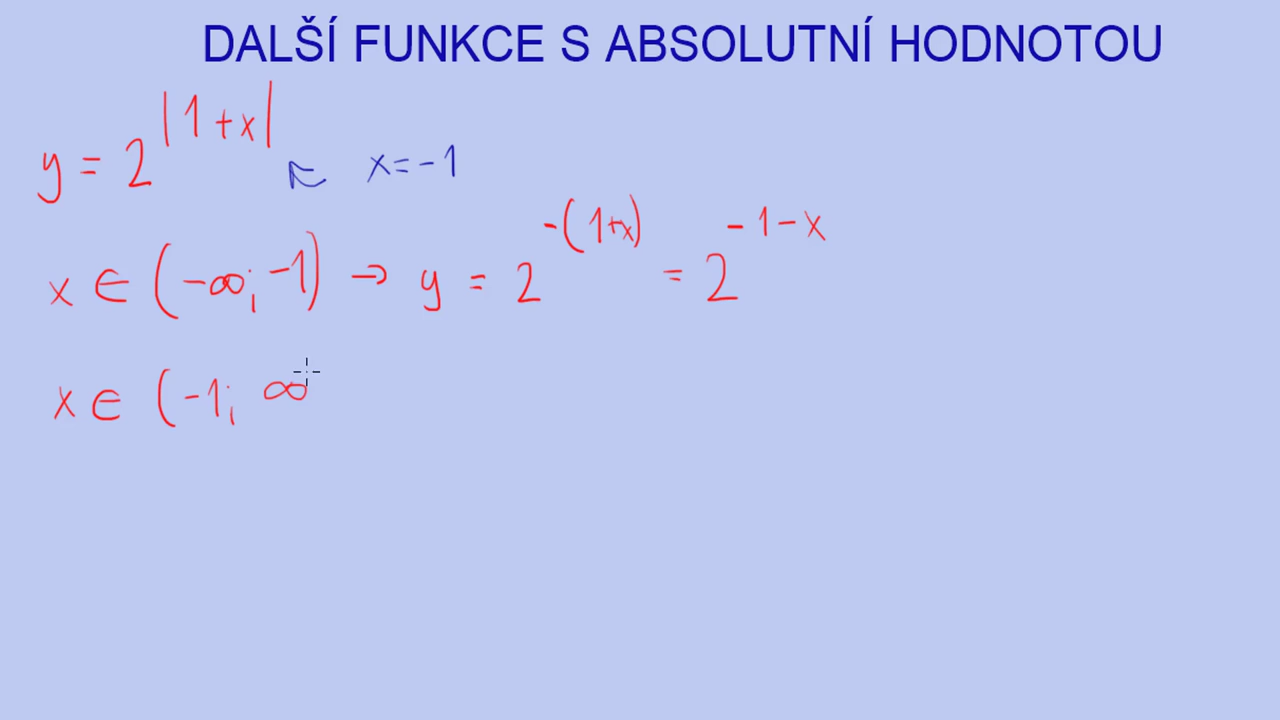 DALŠÍ FUNKCE S ABSOLUTNÍ HODNOTOU
y = 2^|1+x| ↖ x=-1
x ∈ (-∞; -1) → y = 2^-(1+x) = 2^-1-x
x ∈ (-1; ∞